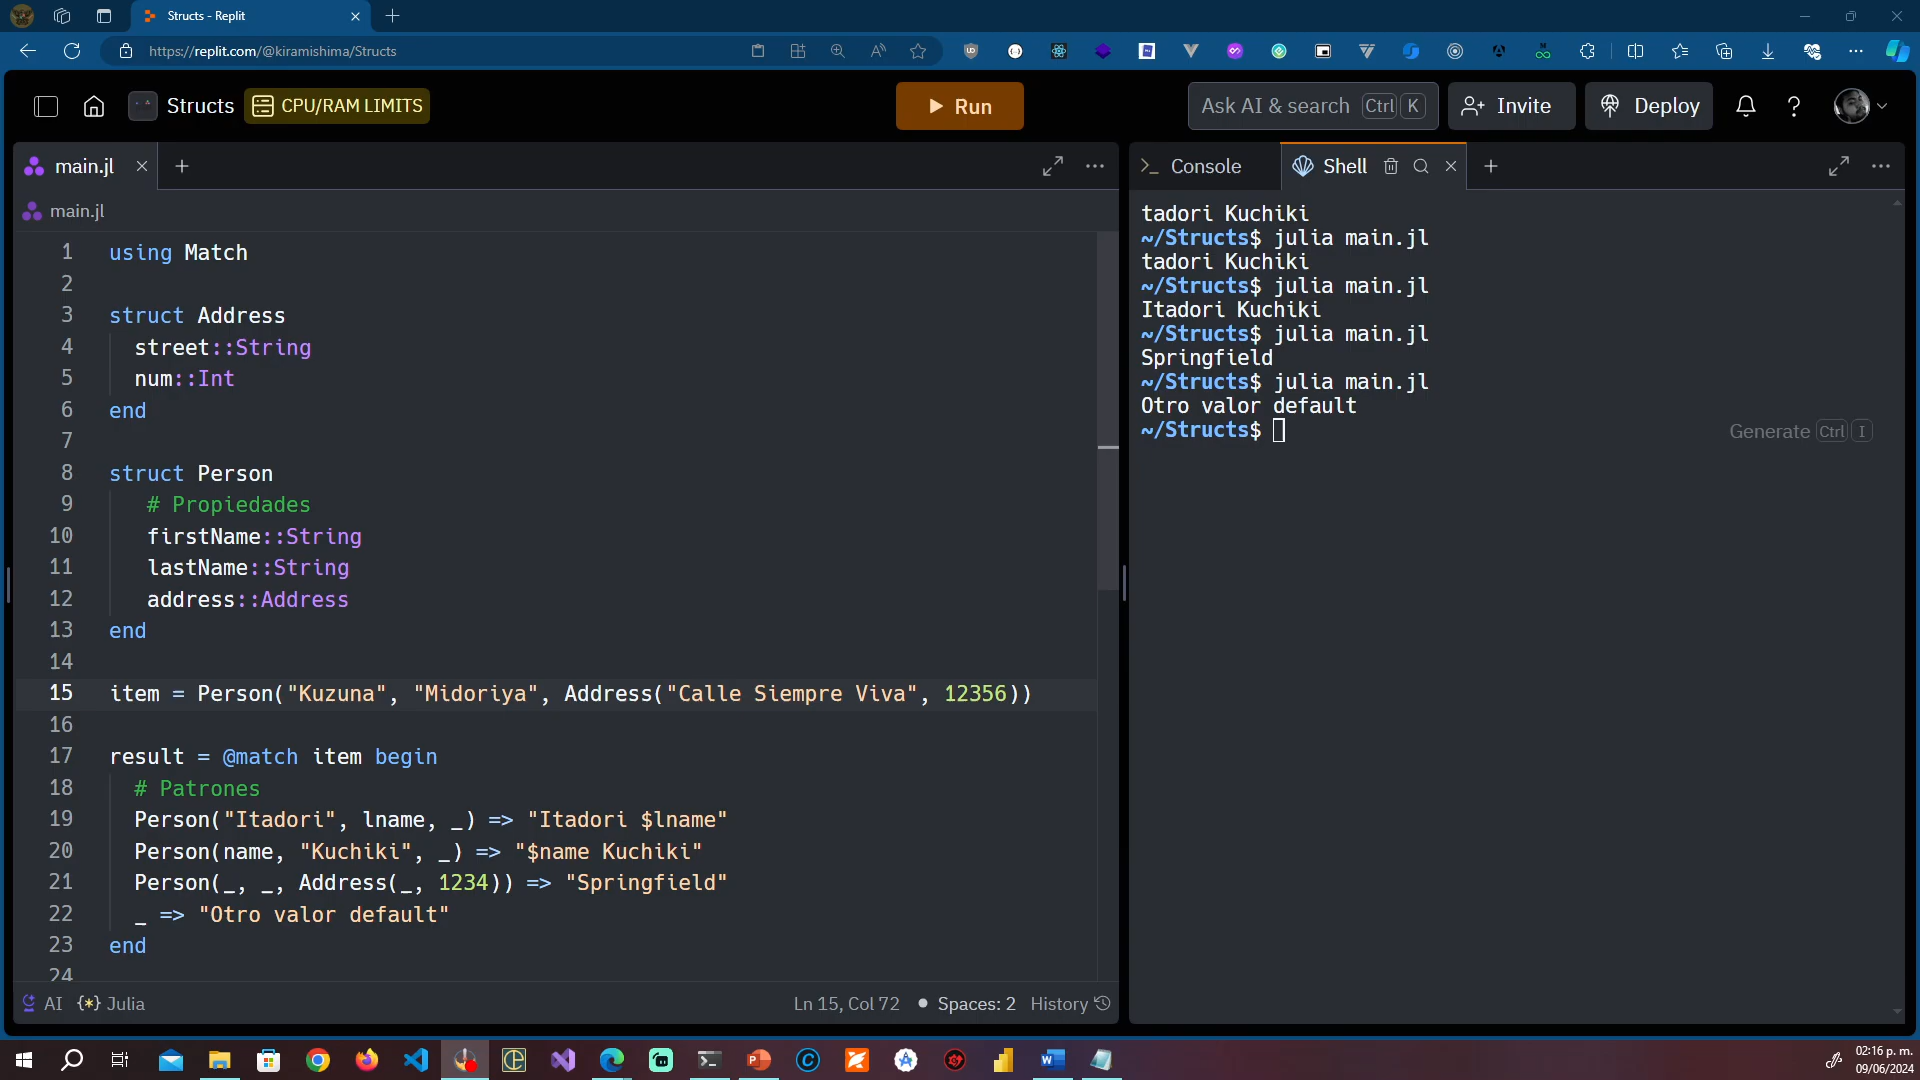 Structs - Replit
https://replit.com/@kiramishima/Structs
Structs
CPU/RAM LIMITS
Run
Ask AI & search Ctrl K
Invite
Deploy
main.jl
Console
Shell
main.jl
1 using Match
2
3 struct Address
4 street::String
5 num::Int
6 end
7
8 struct Person
9 # Propiedades
10 firstName::String
11 lastName::String
12 address::Address
13 end
14
15 item = Person("Kuzuna", "Midoriya", Address("Calle Siempre Viva", 12356))
16
17 result = @match item begin
18 # Patrones
19 Person("Itadori", lname, _) => "Itadori $lname"
20 Person(name, "Kuchiki", _) => "$name Kuchiki"
21 Person(_, _, Address(_, 1234)) => "Springfield"
22 _ => "Otro valor default"
23 end
24
tadori Kuchiki
~/Structs$ julia main.jl
tadori Kuchiki
~/Structs$ julia main.jl
Itadori Kuchiki
~/Structs$ julia main.jl
Springfield
~/Structs$ julia main.jl
Otro valor default
~/Structs$
Generate Ctrl I
AI {*} Julia
Ln 15, Col 72
Spaces: 2
History
02:16 p. m.
09/06/2024